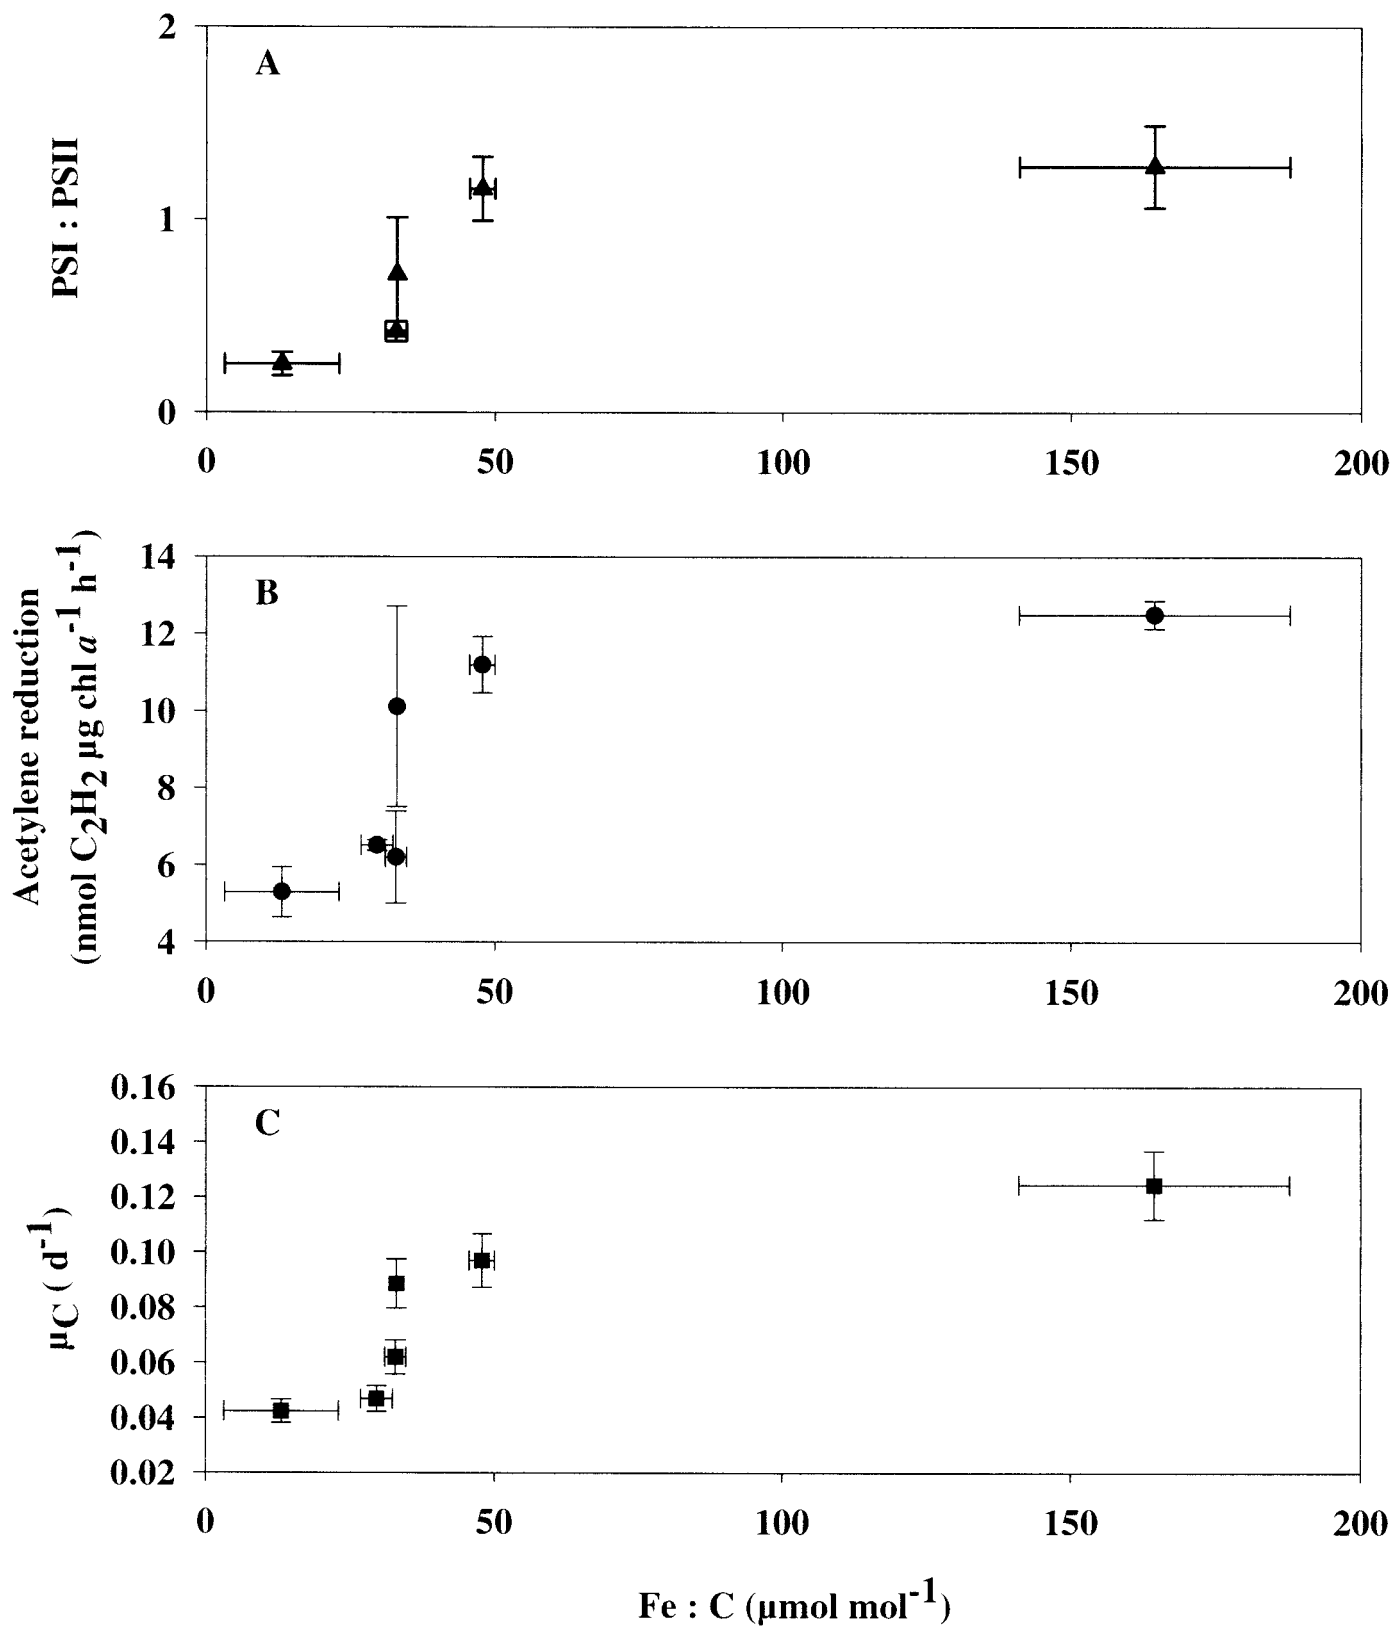 2
A
PSI : PSII
1
0
0 50 100 150 200
14
B
12
Acetylene reduction
(nmol C₂H₂ µg chl a⁻¹ h⁻¹)
10
8
6
4
0 50 100 150 200
0.16
C
0.14
0.12
µC ( d⁻¹)
0.10
0.08
0.06
0.04
0.02
0 50 100 150 200
Fe : C (µmol mol⁻¹)